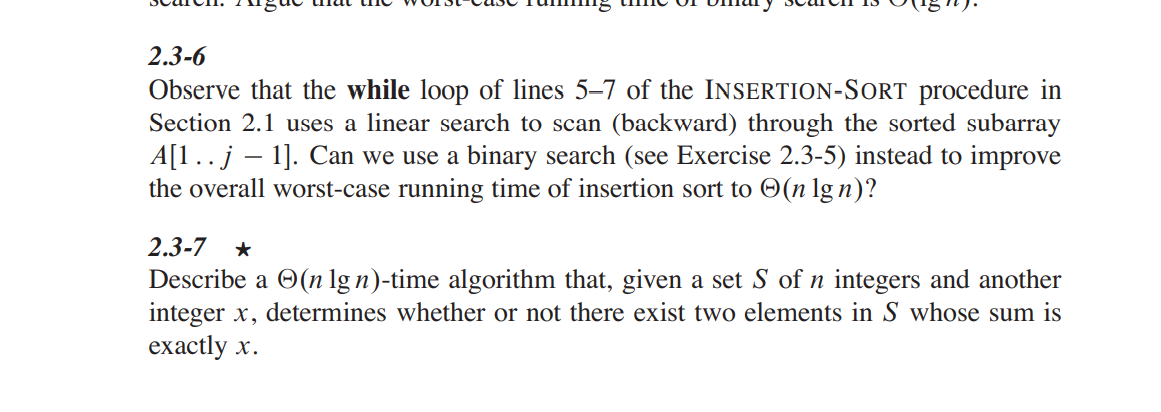 2.3-6
Observe that the while loop of lines 5–7 of the INSERTION-SORT procedure in
Section 2.1 uses a linear search to scan (backward) through the sorted subarray
A[1 . . j − 1]. Can we use a binary search (see Exercise 2.3-5) instead to improve
the overall worst-case running time of insertion sort to Θ(n lg n)?
2.3-7 ★
Describe a Θ(n lg n)-time algorithm that, given a set S of n integers and another
integer x, determines whether or not there exist two elements in S whose sum is
exactly x.